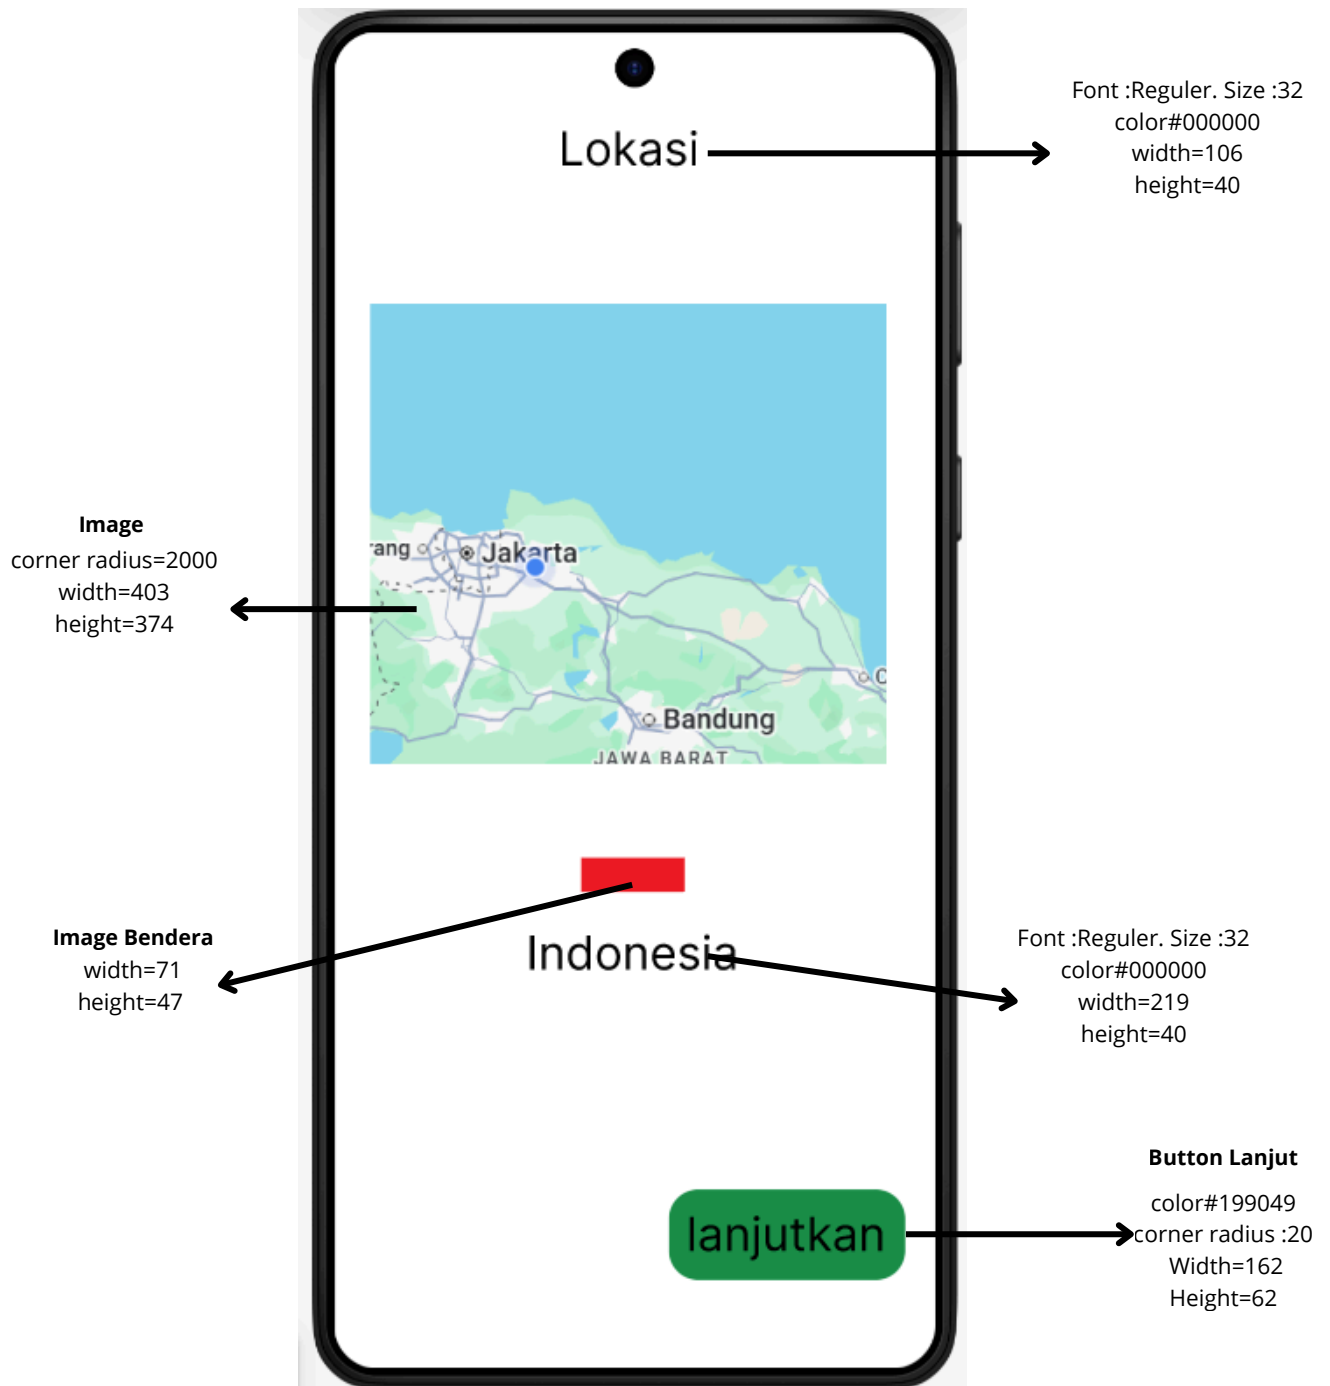 Font :Reguler. Size :32
color#000000
width=106
height=40
Lokasi
rang
Jakarta
Bandung
JAWA BARAT
C
Image
corner radius=2000
width=403
height=374
Image Bendera
width=71
height=47
Indonesia
Font :Reguler. Size :32
color#000000
width=219
height=40
lanjutkan
Button Lanjut
color#199049
corner radius :20
Width=162
Height=62